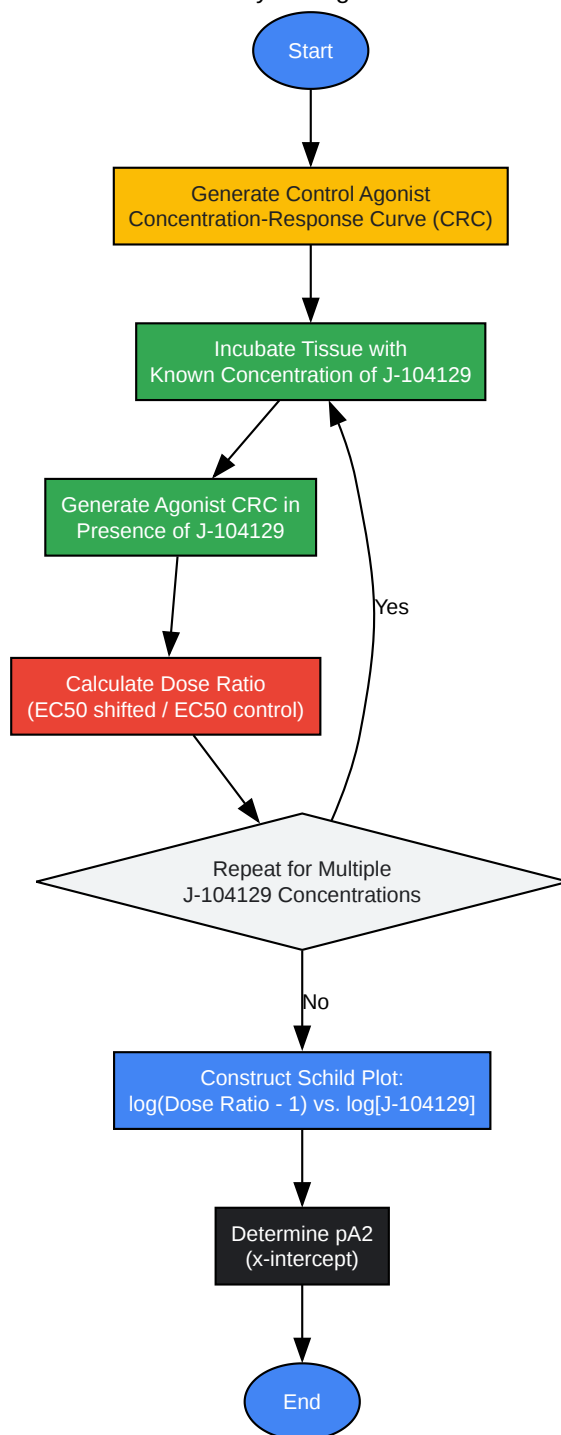 Start
Generate Control Agonist
Concentration-Response Curve (CRC)
Incubate Tissue with
Known Concentration of J-104129
Generate Agonist CRC in
Presence of J-104129
Yes
Calculate Dose Ratio
(EC50 shifted / EC50 control)
Repeat for Multiple
J-104129 Concentrations
No
Construct Schild Plot:
log(Dose Ratio - 1) vs. log[J-104129]
Determine pA2
(x-intercept)
End